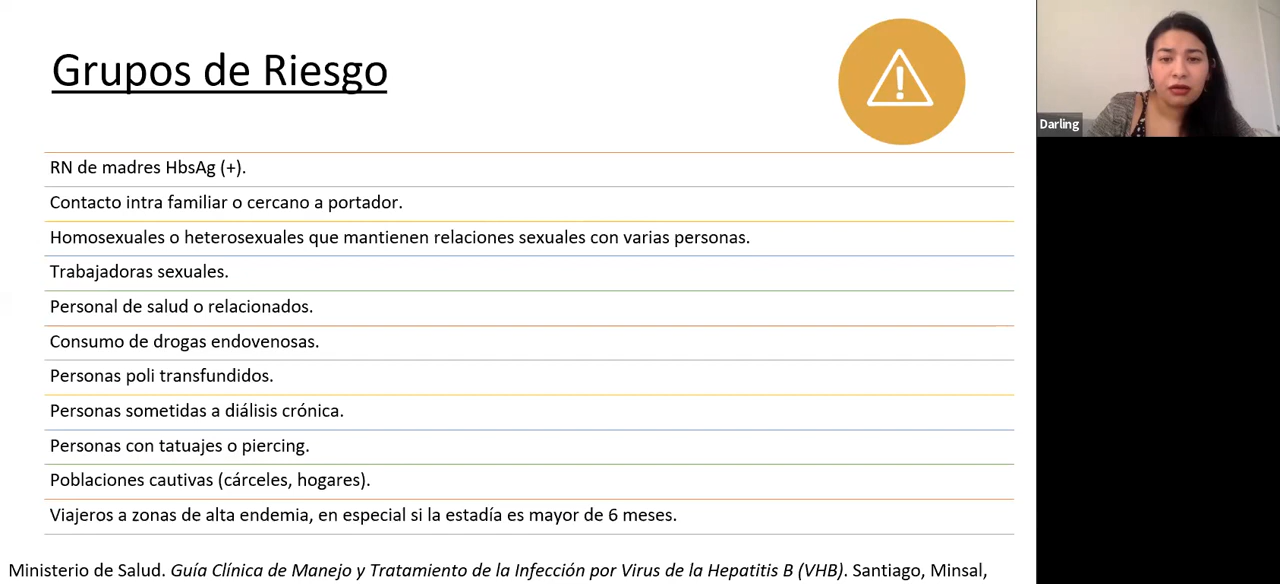 Grupos de Riesgo
Darling
RN de madres HbsAg (+).
Contacto intra familiar o cercano a portador.
Homosexuales o heterosexuales que mantienen relaciones sexuales con varias personas.
Trabajadoras sexuales.
Personal de salud o relacionados.
Consumo de drogas endovenosas.
Personas poli transfundidos.
Personas sometidas a diálisis crónica.
Personas con tatuajes o piercing.
Poblaciones cautivas (cárceles, hogares).
Viajeros a zonas de alta endemia, en especial si la estadía es mayor de 6 meses.
Ministerio de Salud. Guía Clínica de Manejo y Tratamiento de la Infección por Virus de la Hepatitis B (VHB). Santiago, Minsal,